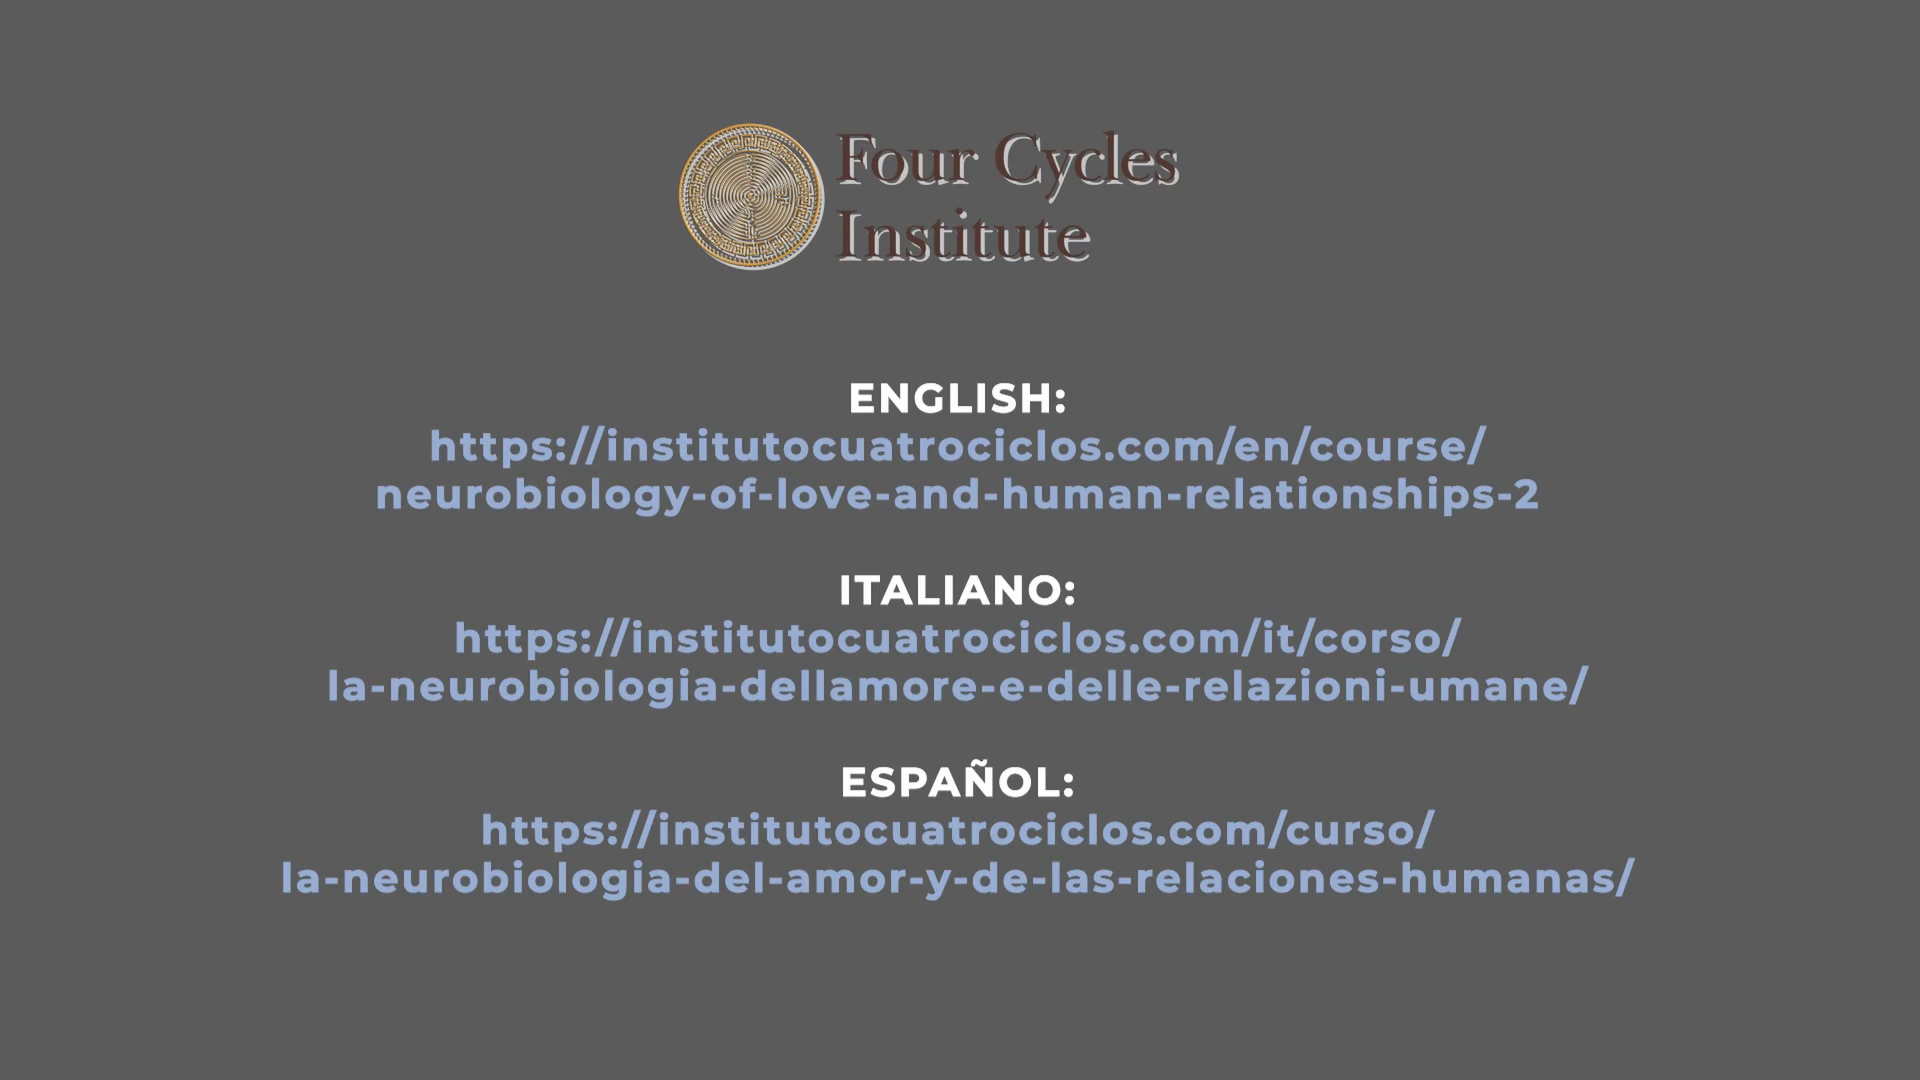 Four Cycles
Institute
ENGLISH:
https://institutocuatrociclos.com/en/course/
neurobiology-of-love-and-human-relationships-2
ITALIANO:
https://institutocuatrociclos.com/it/corso/
la-neurobiologia-dellamore-e-delle-relazioni-umane/
ESPAÑOL:
https://institutocuatrociclos.com/curso/
la-neurobiologia-del-amor-y-de-las-relaciones-humanas/